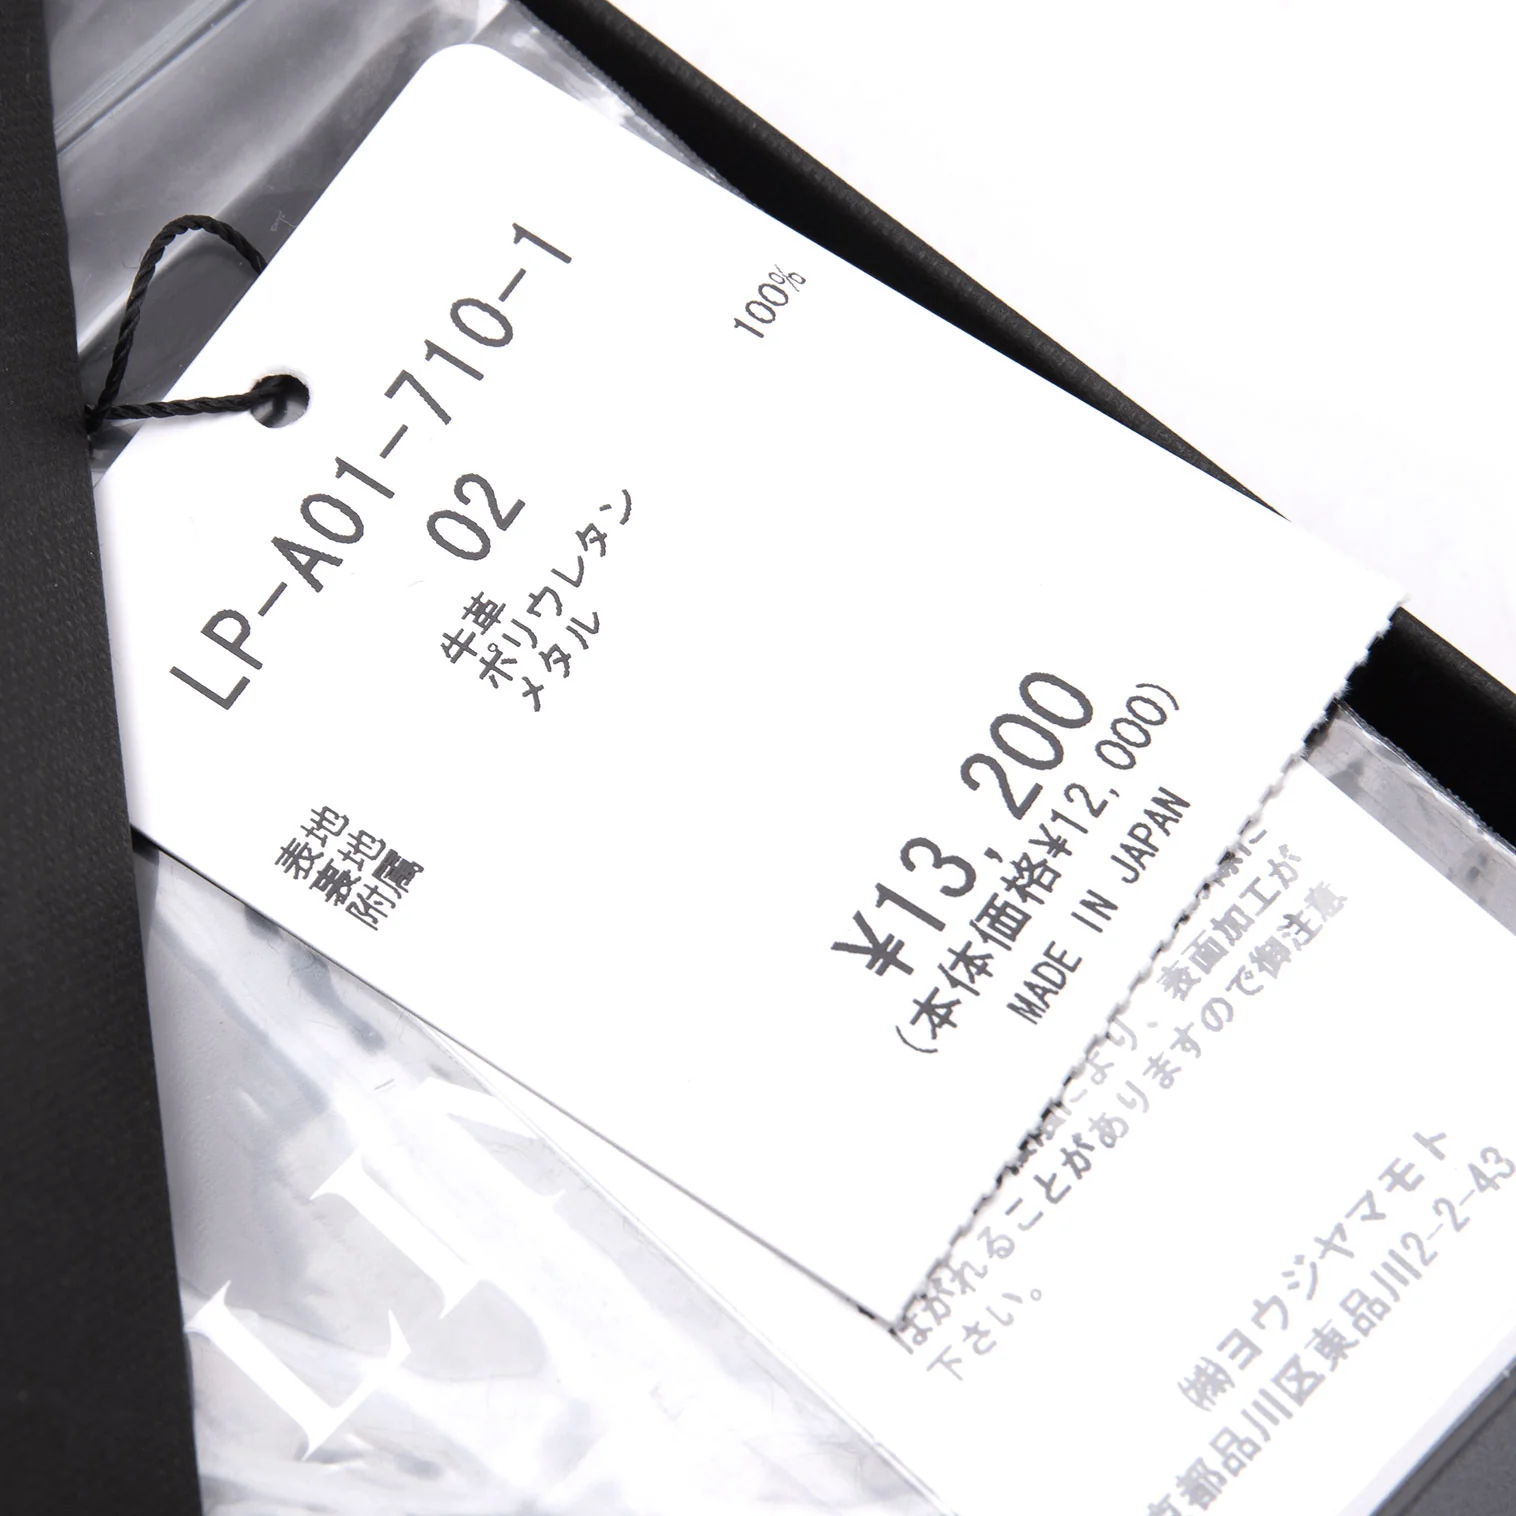 LP-A01-710-1
02
100%
牛革
ポリウレタン
メタル
表地
裏地
附属
¥13,200
(本体価格¥12,000)
MADE IN JAPAN
により、表面加工が
はがれることがありますので御注意
下さい。
㈱ヨウジヤマモト
京都品川区東品川2-2-43